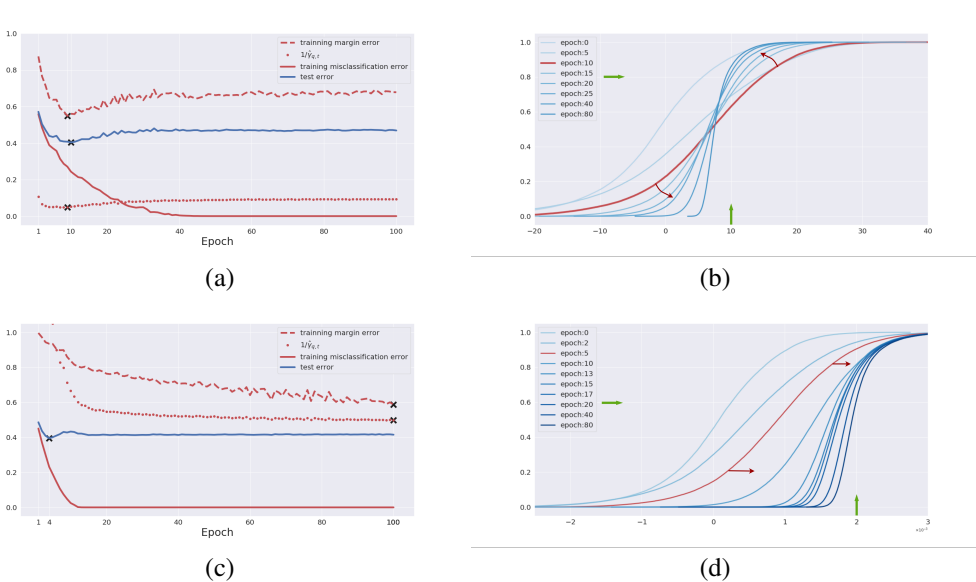 1.0
0.8
0.6
0.4
0.2
0.0
trainning margin error
1/γ̂q,t
training misclassification error
test error
1 10 20 40 60 80 100
Epoch
(a)
1.0
0.8
0.6
0.4
0.2
0.0
epoch:0
epoch:5
epoch:10
epoch:15
epoch:20
epoch:25
epoch:40
epoch:80
−20 −10 0 10 20 30 40
(b)
1.0
0.8
0.6
0.4
0.2
0.0
trainning margin error
1/γ̂q,t
training misclassification error
test error
1 4 20 40 60 80 100
Epoch
(c)
1.0
0.8
0.6
0.4
0.2
0.0
epoch:0
epoch:2
epoch:5
epoch:10
epoch:13
epoch:15
epoch:17
epoch:20
epoch:40
epoch:80
−2 0 1 2 3
(d)